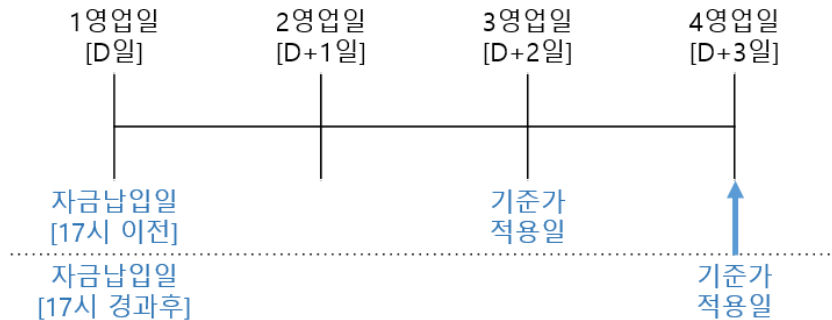 1영업일 2영업일 3영업일 4영업일
[D일] [D+1일] [D+2일] [D+3일]
자금납입일 기준가
[17시 이전] 적용일
자금납입일 기준가
[17시 경과후] 적용일